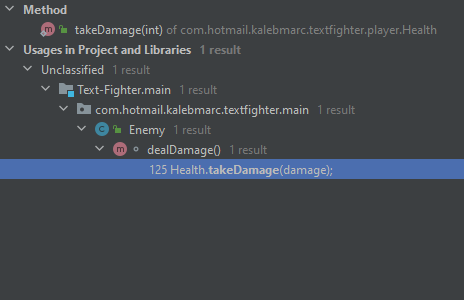 Method
takeDamage(int) of com.hotmail.kalebmarc.textfighter.player.Health
Usages in Project and Libraries 1 result
Unclassified 1 result
Text-Fighter.main 1 result
com.hotmail.kalebmarc.textfighter.main 1 result
Enemy 1 result
dealDamage() 1 result
125 Health.takeDamage(damage);